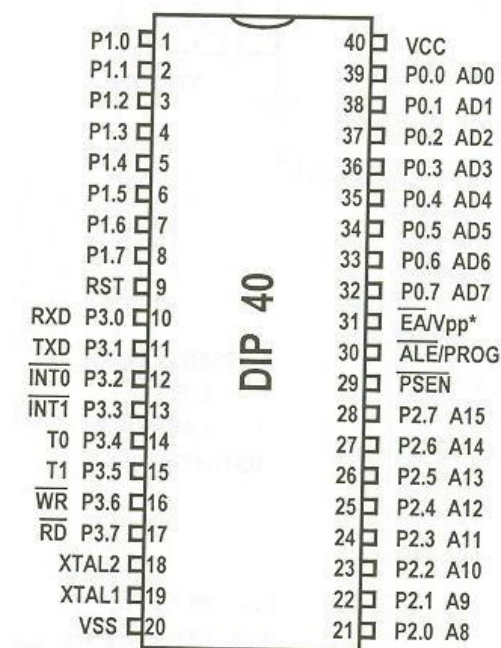 P1.0 1 40 VCC
P1.1 2 39 P0.0 AD0
P1.2 3 38 P0.1 AD1
P1.3 4 37 P0.2 AD2
P1.4 5 36 P0.3 AD3
P1.5 6 35 P0.4 AD4
P1.6 7 34 P0.5 AD5
P1.7 8 33 P0.6 AD6
RST 9 32 P0.7 AD7
RXD P3.0 10 31 E̅A̅/Vpp*
TXD P3.1 11 30 A̅L̅E̅/PROG
I̅N̅T̅0̅ P3.2 12 29 P̅S̅E̅N̅
I̅N̅T̅1̅ P3.3 13 28 P2.7 A15
T0 P3.4 14 27 P2.6 A14
T1 P3.5 15 26 P2.5 A13
W̅R̅ P3.6 16 25 P2.4 A12
R̅D̅ P3.7 17 24 P2.3 A11
XTAL2 18 23 P2.2 A10
XTAL1 19 22 P2.1 A9
VSS 20 21 P2.0 A8
DIP 40